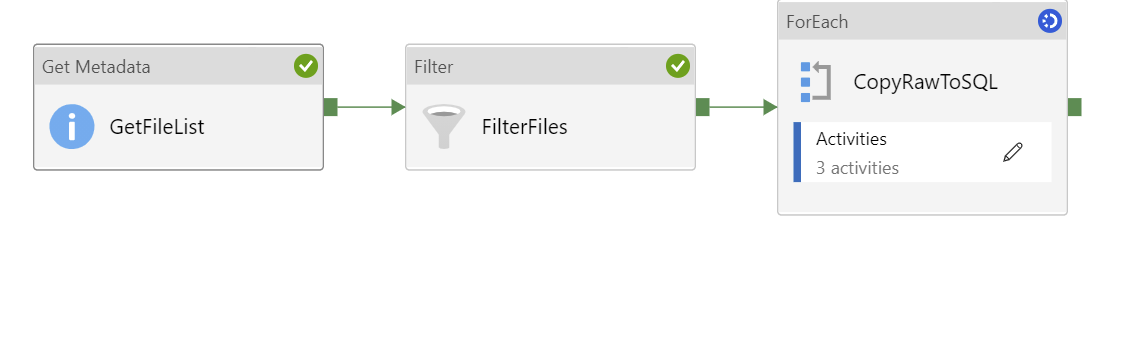 Get Metadata
GetFileList
Filter
FilterFiles
ForEach
CopyRawToSQL
Activities
3 activities